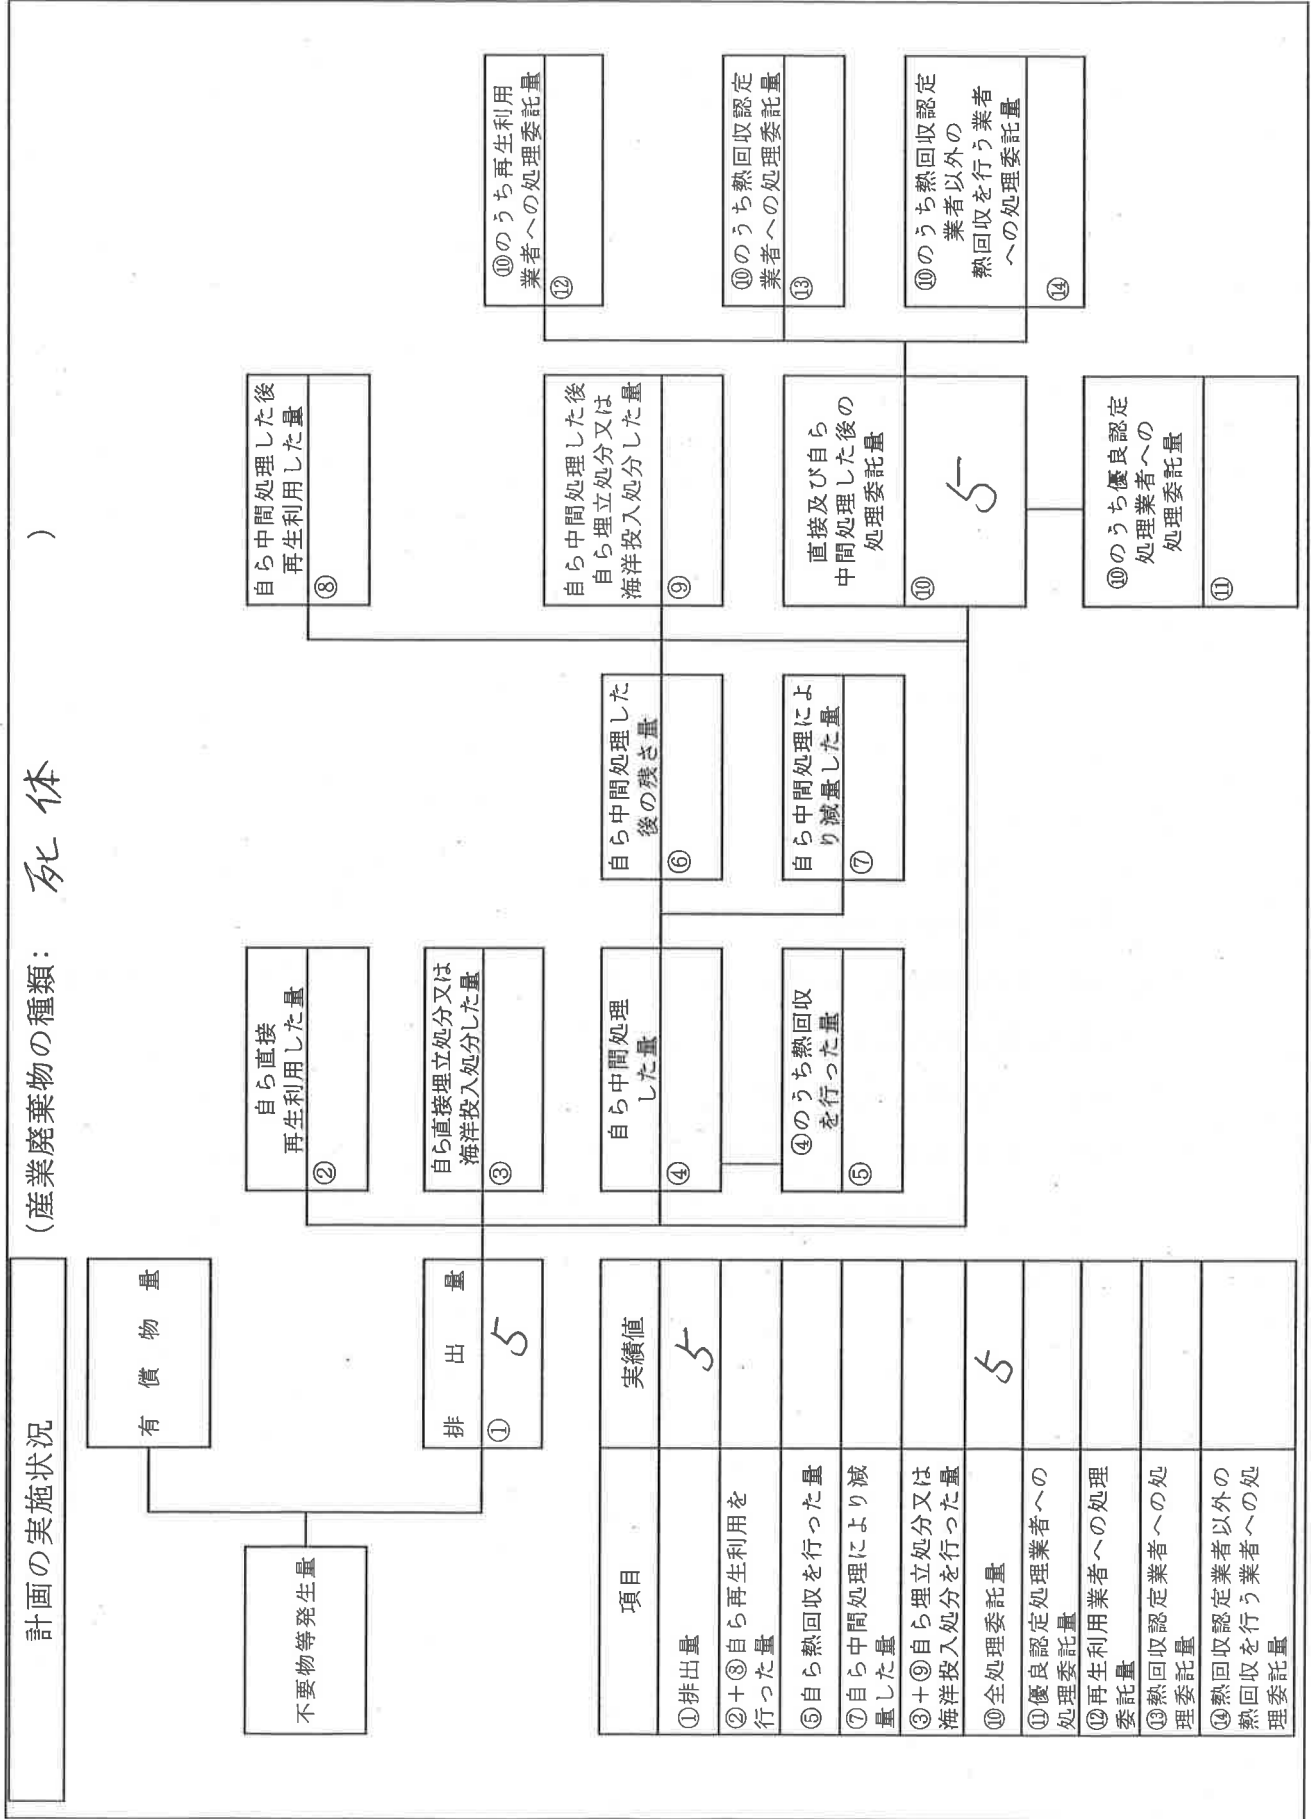 計画の実施状況
(産業廃棄物の種類: 死体 )
不要物等発生量
有償物量
排出量
① 5
自ら直接
再生利用した量
②
自ら直接埋立処分又は
海洋投入処分した量
③
自ら中間処理
した量
④
④のうち熱回収
を行った量
⑤
自ら中間処理した
後の残さ量
⑥
自ら中間処理によ
り減量した量
⑦
自ら中間処理した後
再生利用した量
⑧
自ら中間処理した後
自ら埋立処分又は
海洋投入処分した量
⑨
直接及び自ら
中間処理した後の
処理委託量
⑩ 5
⑩のうち優良認定
処理業者への
処理委託量
⑪
⑩のうち再生利用
業者への処理委託量
⑫
⑩のうち熱回収認定
業者への処理委託量
⑬
⑩のうち熱回収認定
業者以外の
熱回収を行う業者
への処理委託量
⑭
項目 実績値
①排出量 5
②+⑧自ら再生利用を
行った量
⑤自ら熱回収を行った量
⑦自ら中間処理により減
量した量
③+⑨自ら埋立処分又は
海洋投入処分を行った量
⑩全処理委託量 5
⑪優良認定処理業者への
処理委託量
⑫再生利用業者への処理
委託量
⑬熱回収認定業者への処
理委託量
⑭熱回収認定業者以外の
熱回収を行う業者への処
理委託量